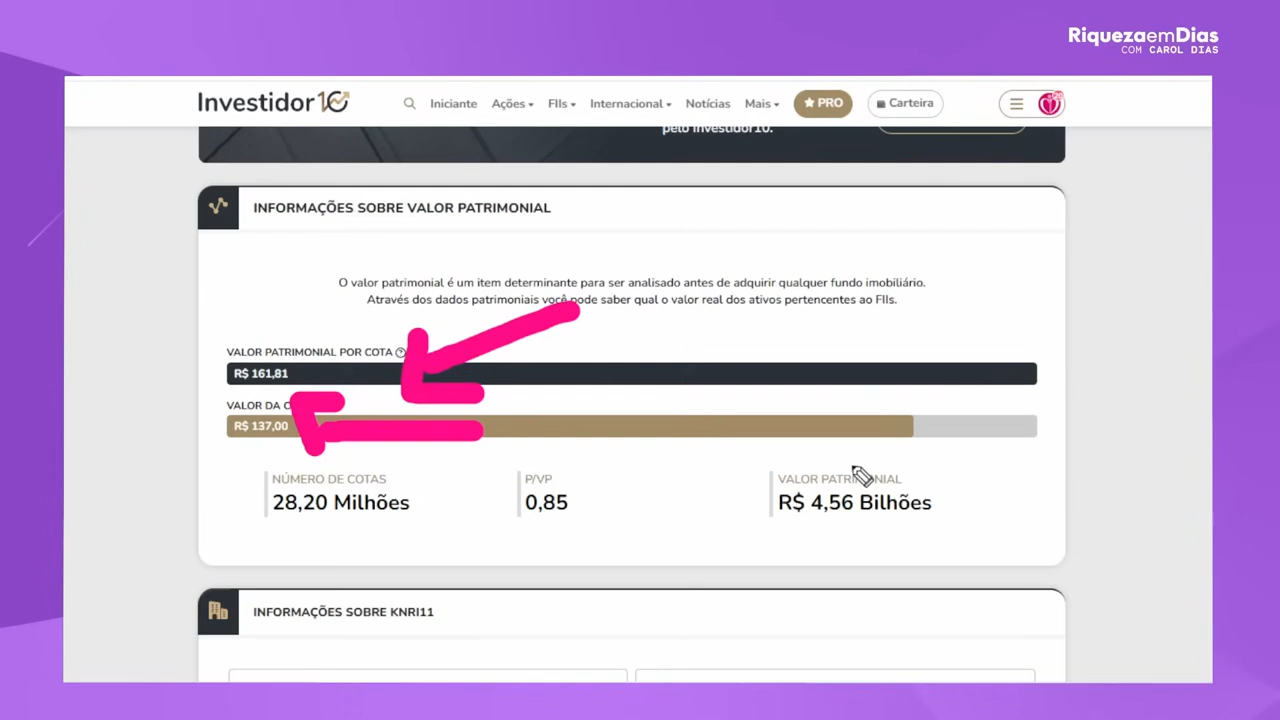 RiquezaemDias
COM CAROL DIAS
Investidor10
Iniciante Ações FIIs Internacional Notícias Mais PRO Carteira
pelo Investidor10.
INFORMAÇÕES SOBRE VALOR PATRIMONIAL
O valor patrimonial é um item determinante para ser analisado antes de adquirir qualquer fundo imobiliário.
Através dos dados patrimoniais você pode saber qual o valor real dos ativos pertencentes ao FIIs.
VALOR PATRIMONIAL POR COTA
R$ 161,81
VALOR DA
R$ 137,00
NÚMERO DE COTAS P/VP VALOR PATRIMONIAL
28,20 Milhões 0,85 R$ 4,56 Bilhões
INFORMAÇÕES SOBRE KNRI11